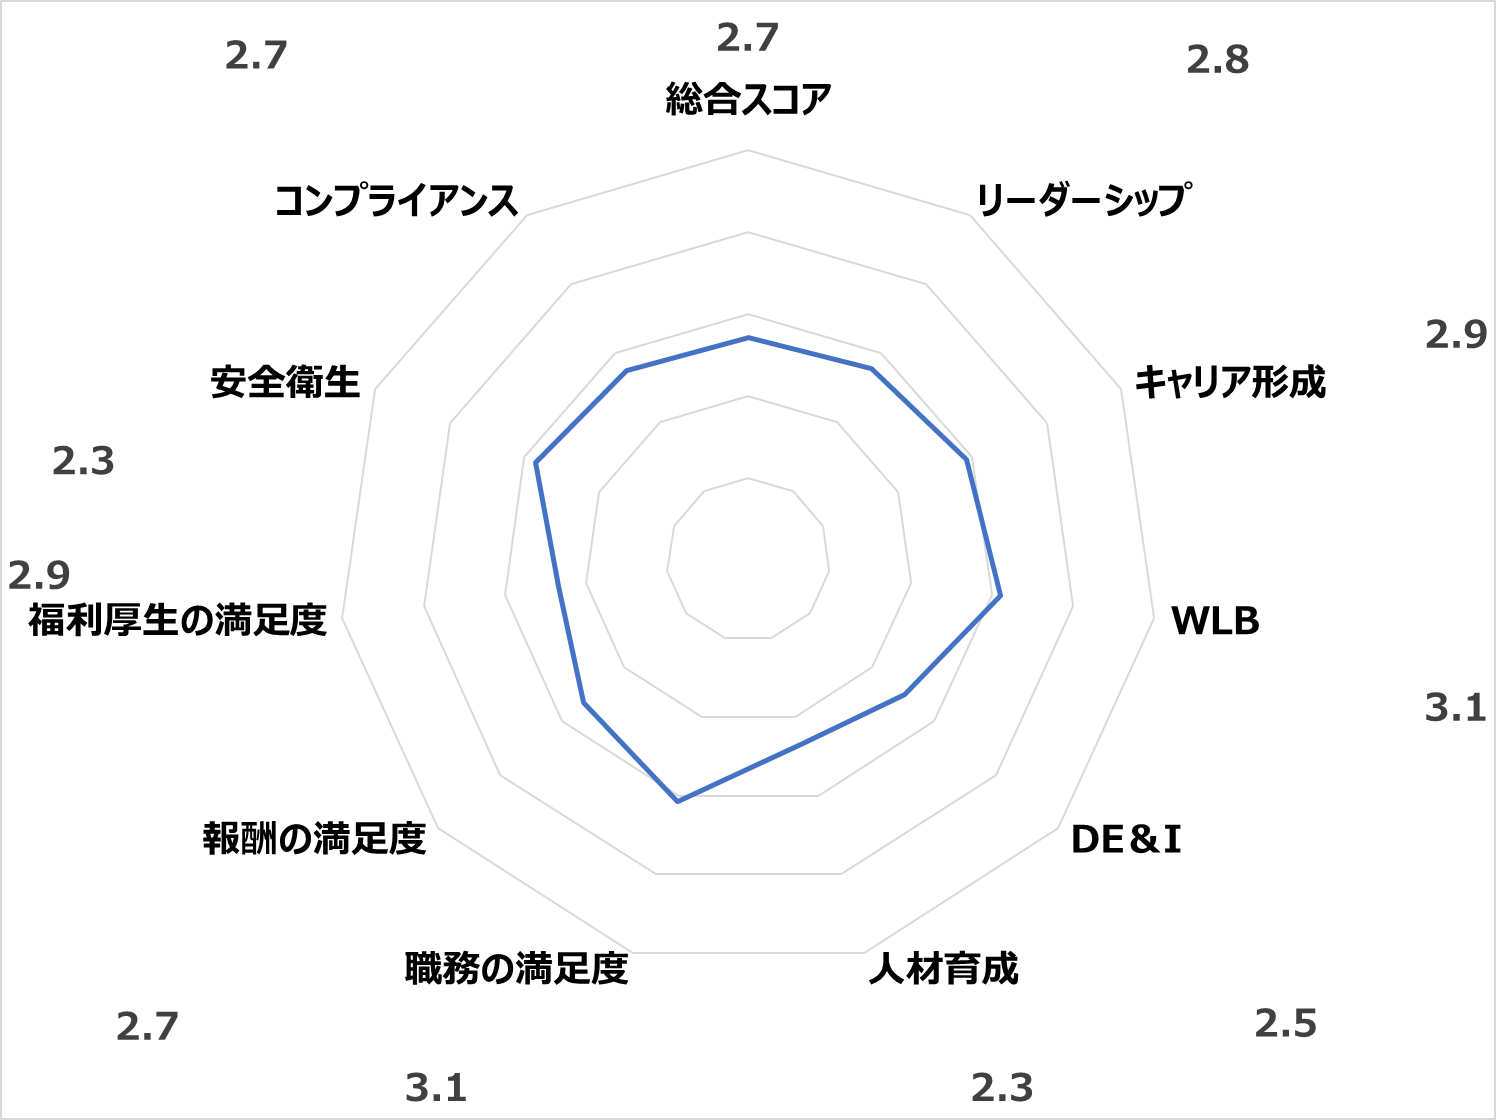 2.7
2.7
2.8
総合スコア
コンプライアンス
リーダーシップ
2.9
安全衛生
キャリア形成
2.3
2.9
福利厚生の満足度
WLB
3.1
報酬の満足度
DE＆I
職務の満足度
人材育成
2.7
2.5
3.1
2.3